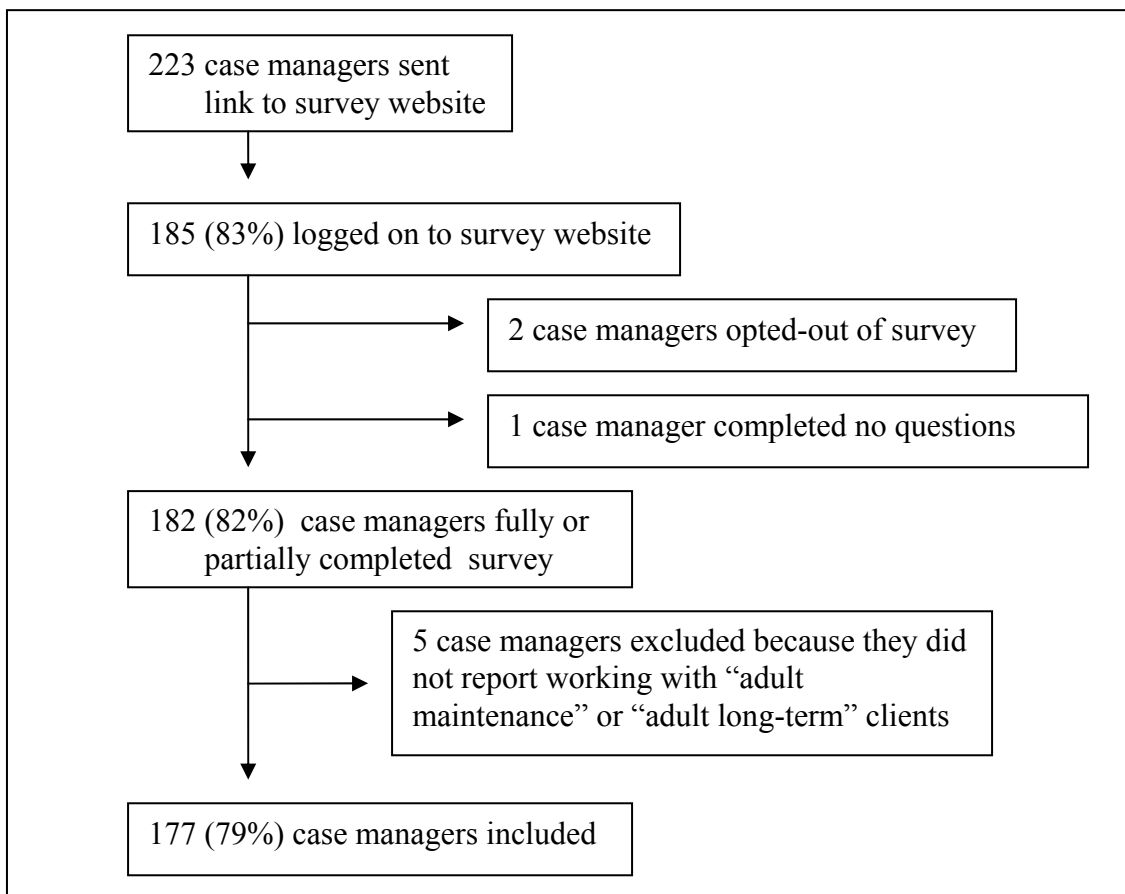 223 case managers sent
link to survey website
185 (83%) logged on to survey website
2 case managers opted-out of survey
1 case manager completed no questions
182 (82%) case managers fully or
partially completed survey
5 case managers excluded because they did
not report working with “adult
maintenance” or “adult long-term” clients
177 (79%) case managers included